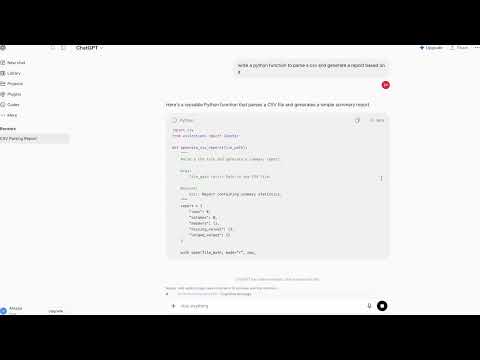 ChatGPT
Upgrade
Share
New chat
Library
Projects
Plugins
Codex
Recents
CSV Parsing Report
write a python function to parse a csv and generate a report based on
it
Here's a reusable Python function that parses a CSV file and generates a simple summary report
Python
import csv
from collections import Counter
def generate_csv_report(file_path):
"""
Parse a CSV file and generate a summary report.
Args:
file_path (str): Path to the CSV file.
Returns:
dict: Report containing summary statistics.
"""
report = {
"rows": 0,
"columns": 0,
"headers": [],
"missing_values": {},
"unique_values": {}
}
with open(file_path, mode="r", new
Ask anything
Upgrade